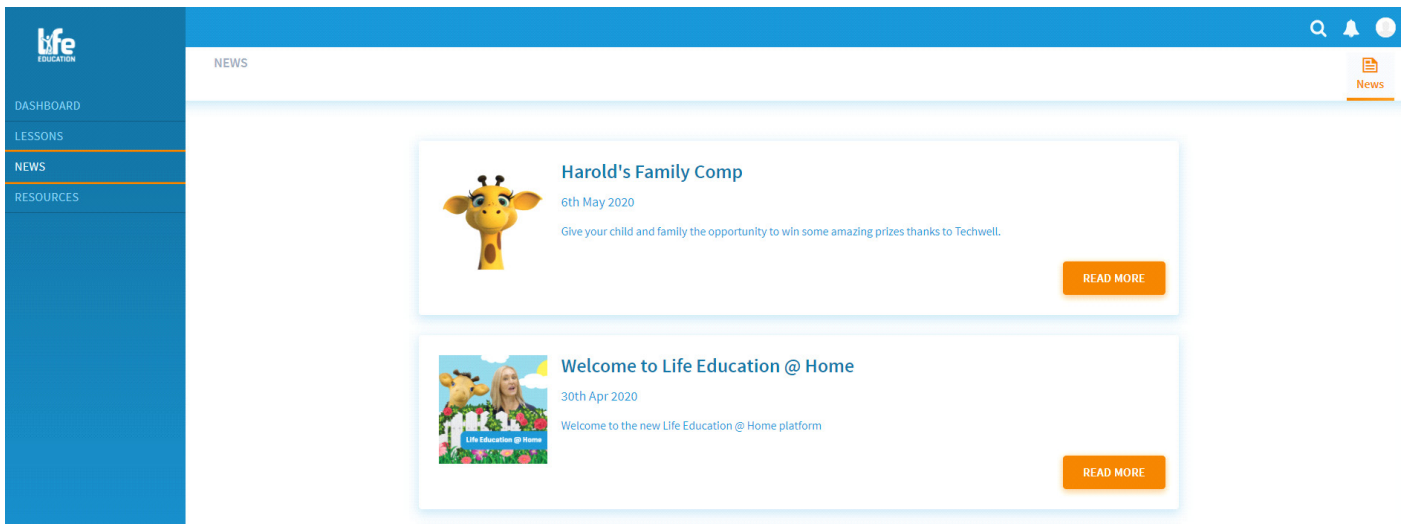 life
EDUCATION
DASHBOARD
LESSONS
NEWS
RESOURCES
NEWS
News
Harold's Family Comp
6th May 2020
Give your child and family the opportunity to win some amazing prizes thanks to Techwell.
READ MORE
Welcome to Life Education @ Home
30th Apr 2020
Welcome to the new Life Education @ Home platform
Life Education @ Home
READ MORE